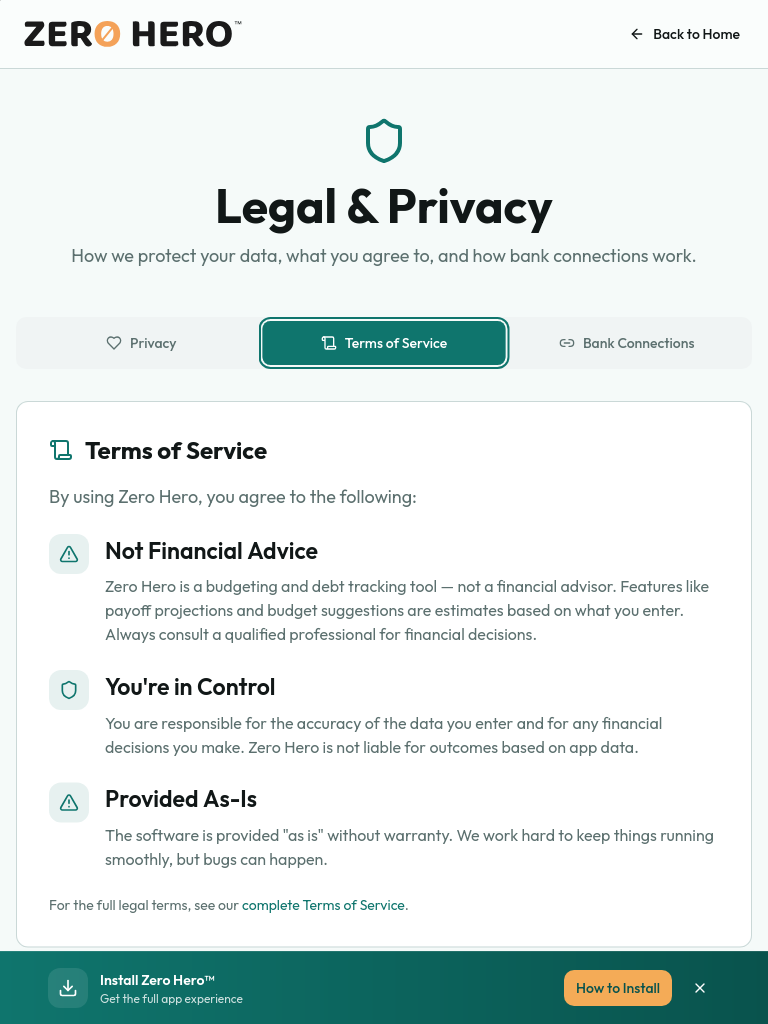 ZERO HERO™
Back to Home
Legal & Privacy
How we protect your data, what you agree to, and how bank connections work.
Privacy
Terms of Service
Bank Connections
Terms of Service
By using Zero Hero, you agree to the following:
Not Financial Advice
Zero Hero is a budgeting and debt tracking tool — not a financial advisor. Features like
payoff projections and budget suggestions are estimates based on what you enter.
Always consult a qualified professional for financial decisions.
You're in Control
You are responsible for the accuracy of the data you enter and for any financial
decisions you make. Zero Hero is not liable for outcomes based on app data.
Provided As-Is
The software is provided "as is" without warranty. We work hard to keep things running
smoothly, but bugs can happen.
For the full legal terms, see our complete Terms of Service.
Install Zero Hero™
Get the full app experience
How to Install